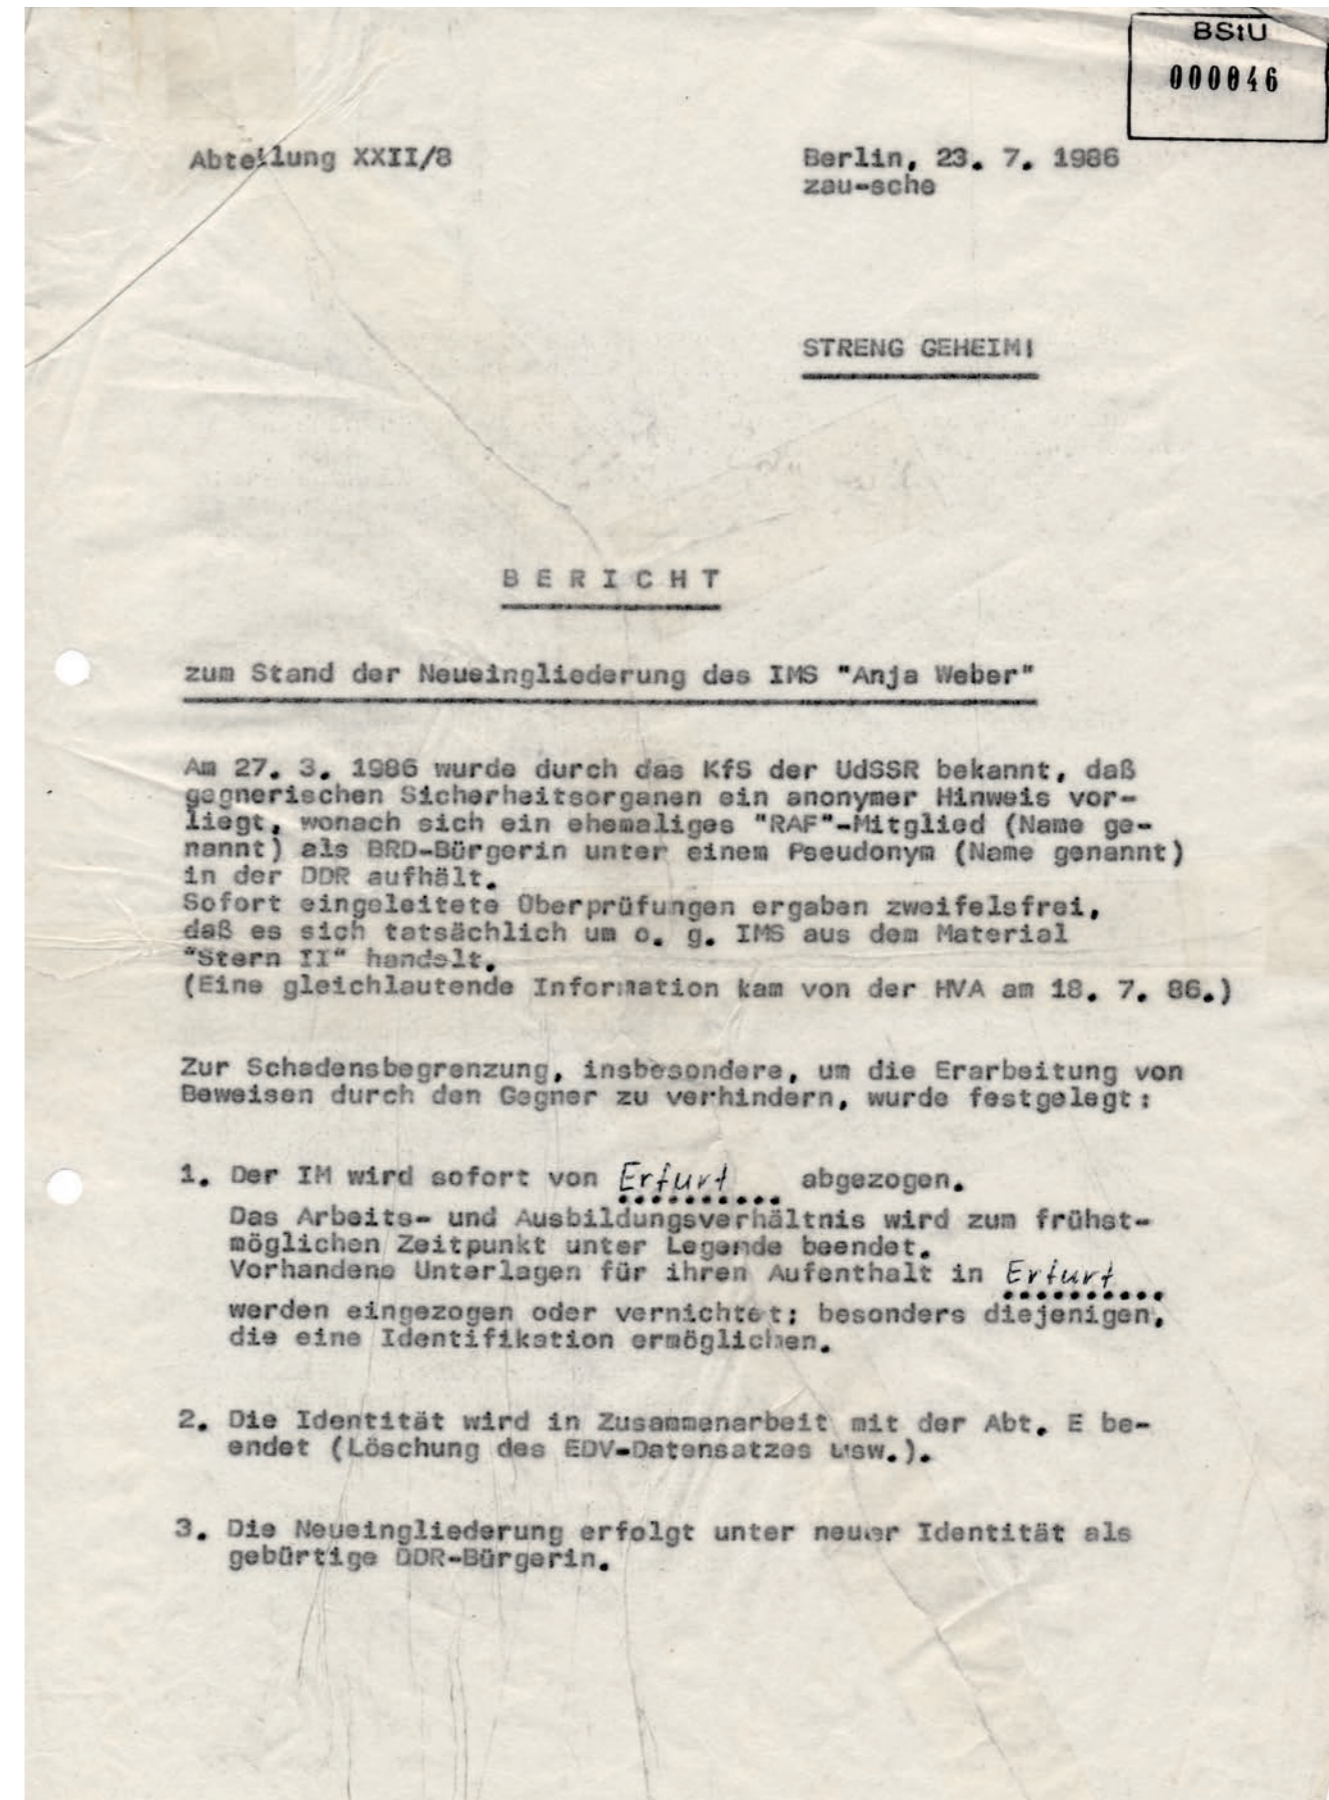 BStU
000046
Abteilung XXII/8
Berlin, 23. 7. 1986
zau-sche
STRENG GEHEIM!
B E R I C H T
zum Stand der Neueingliederung des IMS "Anja Weber"
Am 27. 3. 1986 wurde durch das KfS der UdSSR bekannt, daß
gegnerischen Sicherheitsorganen ein anonymer Hinweis vor-
liegt, wonach sich ein ehemaliges "RAF"-Mitglied (Name ge-
nannt) als BRD-Bürgerin unter einem Pseudonym (Name genannt)
in der DDR aufhält.
Sofort eingeleitete Oberprüfungen ergaben zweifelsfrei,
daß es sich tatsächlich um o. g. IMS aus dem Material
"Stern II" handelt.
(Eine gleichlautende Information kam von der HVA am 18. 7. 86.)
Zur Schadensbegrenzung, insbesondere, um die Erarbeitung von
Beweisen durch den Gegner zu verhindern, wurde festgelegt:
1. Der IM wird sofort von Erfurt abgezogen.
Das Arbeits- und Ausbildungsverhältnis wird zum frühst-
möglichen Zeitpunkt unter Legende beendet.
Vorhandene Unterlagen für ihren Aufenthalt in Erfurt
werden eingezogen oder vernichtet; besonders diejenigen,
die eine Identifikation ermöglichen.
2. Die Identität wird in Zusammenarbeit mit der Abt. E be-
endet (Löschung des EDV-Datensatzes usw.).
3. Die Neueingliederung erfolgt unter neuer Identität als
gebürtige DDR-Bürgerin.